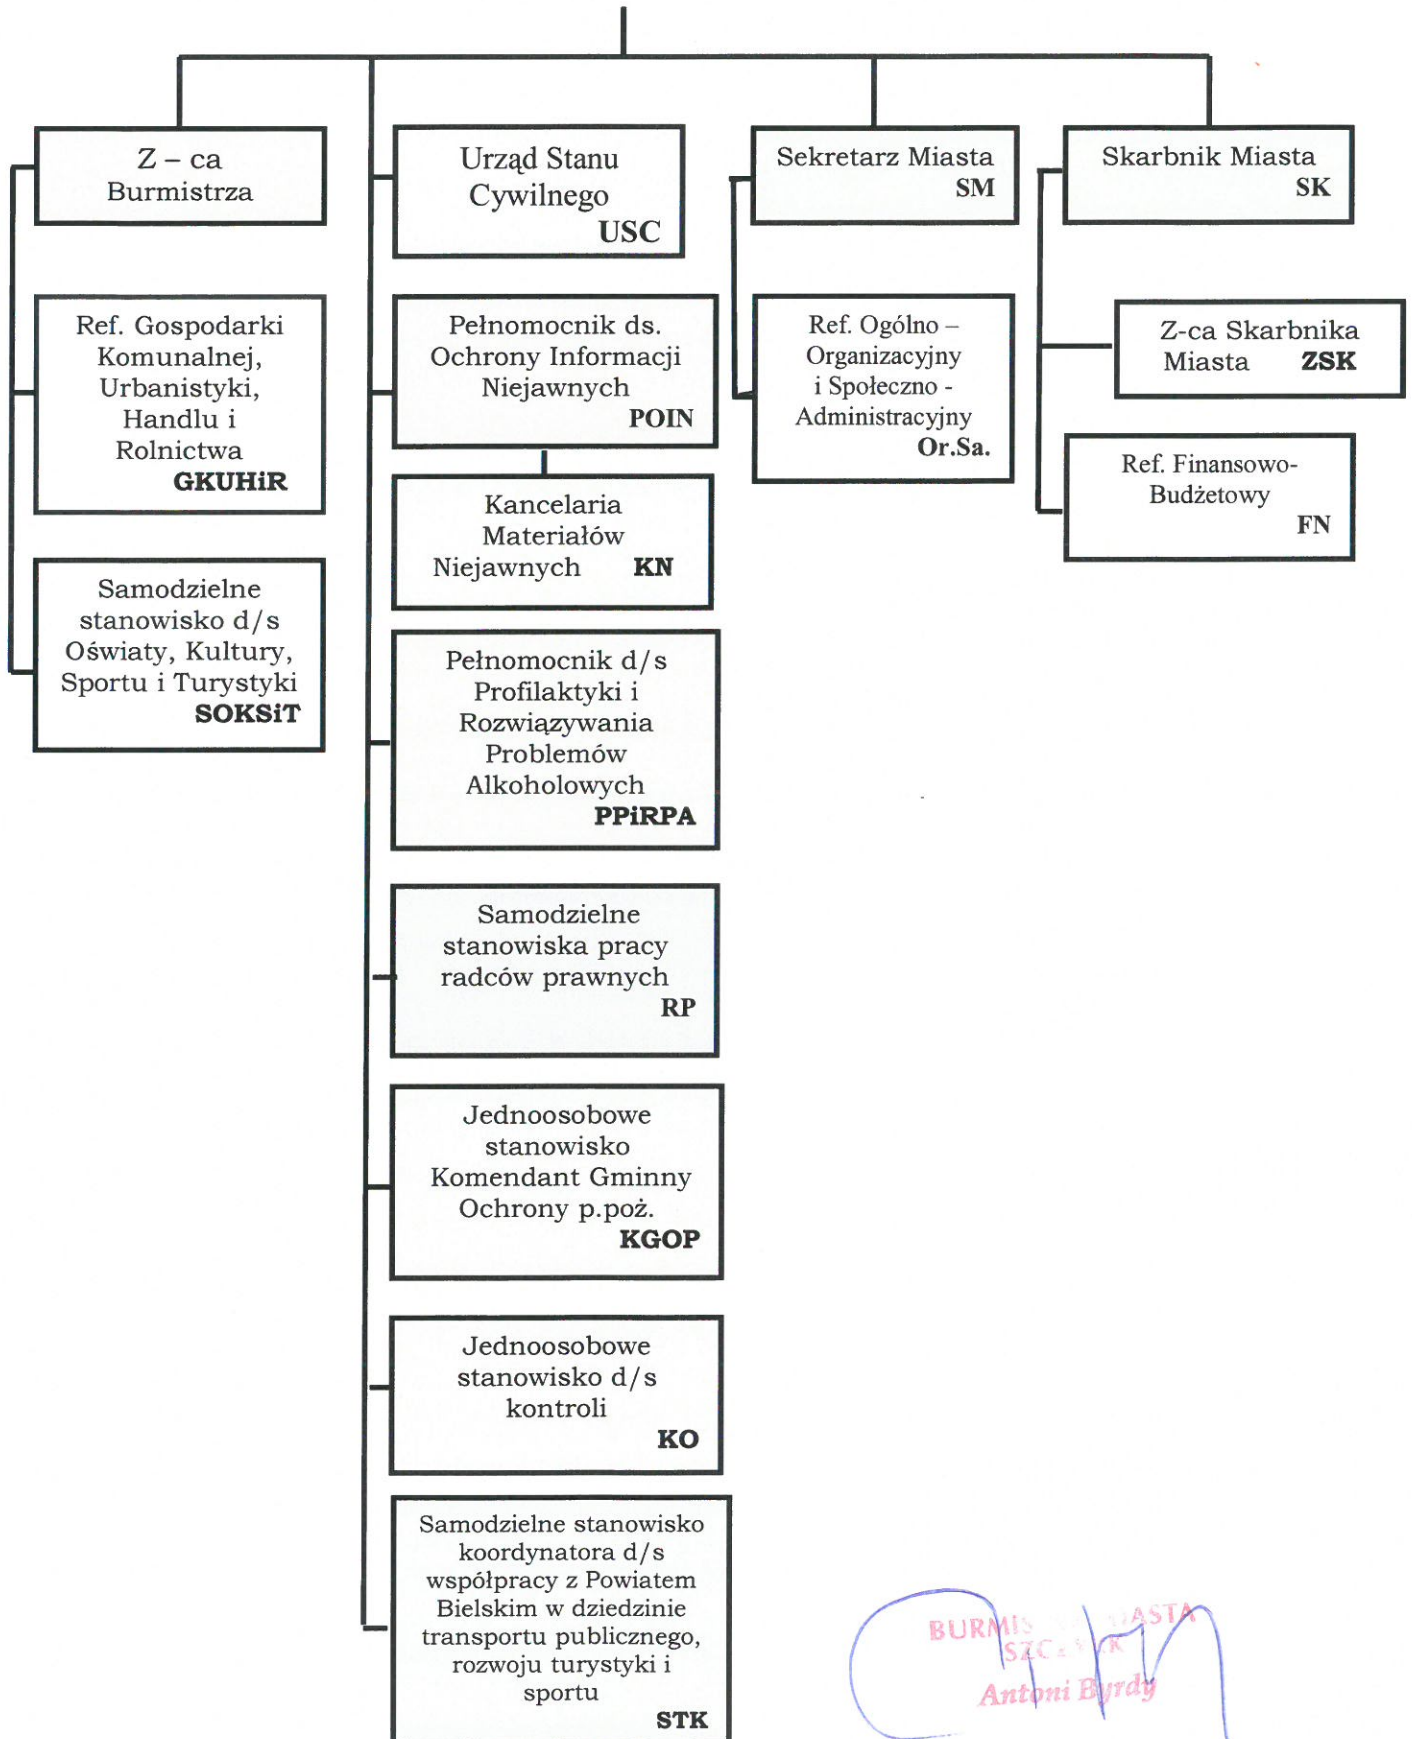 Z – ca
Burmistrza
Ref. Gospodarki
Komunalnej,
Urbanistyki,
Handlu i
Rolnictwa
GKUHiR
Samodzielne
stanowisko d/s
Oświaty, Kultury,
Sportu i Turystyki
SOKSiT
Urząd Stanu
Cywilnego
USC
Pełnomocnik ds.
Ochrony Informacji
Niejawnych
POIN
Kancelaria
Materiałów
Niejawnych KN
Pełnomocnik d/s
Profilaktyki i
Rozwiązywania
Problemów
Alkoholowych
PPiRPA
Samodzielne
stanowiska pracy
radców prawnych
RP
Jednoosobowe
stanowisko
Komendant Gminny
Ochrony p.poż.
KGOP
Jednoosobowe
stanowisko d/s
kontroli
KO
Samodzielne stanowisko
koordynatora d/s
współpracy z Powiatem
Bielskim w dziedzinie
transportu publicznego,
rozwoju turystyki i
sportu
STK
Sekretarz Miasta
SM
Ref. Ogólno –
Organizacyjny
i Społeczno -
Administracyjny
Or.Sa.
Skarbnik Miasta
SK
Z-ca Skarbnika
Miasta ZSK
Ref. Finansowo-
Budżetowy
FN
Antoni Byrdy